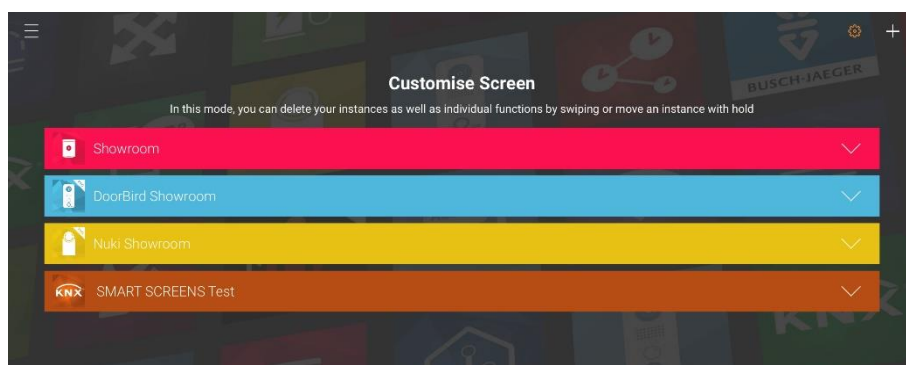 BUSCH-JAEGER
Customise Screen
In this mode, you can delete your instances as well as individual functions by swiping or move an instance with hold
Showroom
DoorBird Showroom
Nuki Showroom
KNX SMART SCREENS Test
KNX